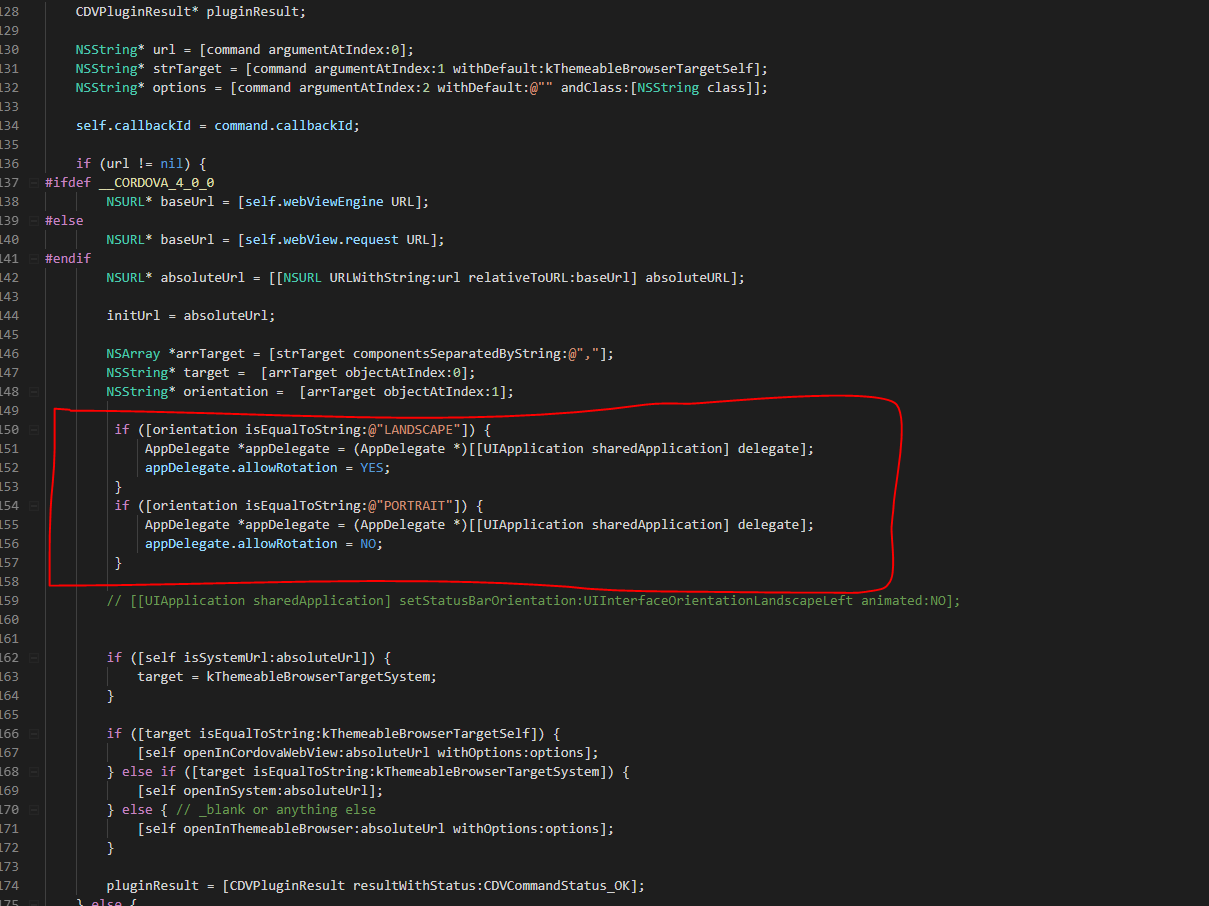 128 CDVPluginResult* pluginResult;
129
130 NSString* url = [command argumentAtIndex:0];
131 NSString* strTarget = [command argumentAtIndex:1 withDefault:kThemeableBrowserTargetSelf];
132 NSString* options = [command argumentAtIndex:2 withDefault:@"" andClass:[NSString class]];
133
134 self.callbackId = command.callbackId;
135
136 if (url != nil) {
137 #ifdef __CORDOVA_4_0_0
138 NSURL* baseUrl = [self.webViewEngine URL];
139 #else
140 NSURL* baseUrl = [self.webView.request URL];
141 #endif
142 NSURL* absoluteUrl = [[NSURL URLWithString:url relativeToURL:baseUrl] absoluteURL];
143
144 initUrl = absoluteUrl;
145
146 NSArray *arrTarget = [strTarget componentsSeparatedByString:@","];
147 NSString* target =  [arrTarget objectAtIndex:0];
148 NSString* orientation =  [arrTarget objectAtIndex:1];
149
150 if ([orientation isEqualToString:@"LANDSCAPE"]) {
151 AppDelegate *appDelegate = (AppDelegate *)[[UIApplication sharedApplication] delegate];
152 appDelegate.allowRotation = YES;
153 }
154 if ([orientation isEqualToString:@"PORTRAIT"]) {
155 AppDelegate *appDelegate = (AppDelegate *)[[UIApplication sharedApplication] delegate];
156 appDelegate.allowRotation = NO;
157 }
158
159 // [[UIApplication sharedApplication] setStatusBarOrientation:UIInterfaceOrientationLandscapeLeft animated:NO];
160
161
162 if ([self isSystemUrl:absoluteUrl]) {
163 target = kThemeableBrowserTargetSystem;
164 }
165
166 if ([target isEqualToString:kThemeableBrowserTargetSelf]) {
167 [self openInCordovaWebView:absoluteUrl withOptions:options];
168 } else if ([target isEqualToString:kThemeableBrowserTargetSystem]) {
169 [self openInSystem:absoluteUrl];
170 } else { // _blank or anything else
171 [self openInThemeableBrowser:absoluteUrl withOptions:options];
172 }
173
174 pluginResult = [CDVPluginResult resultWithStatus:CDVCommandStatus_OK];
175 } else {